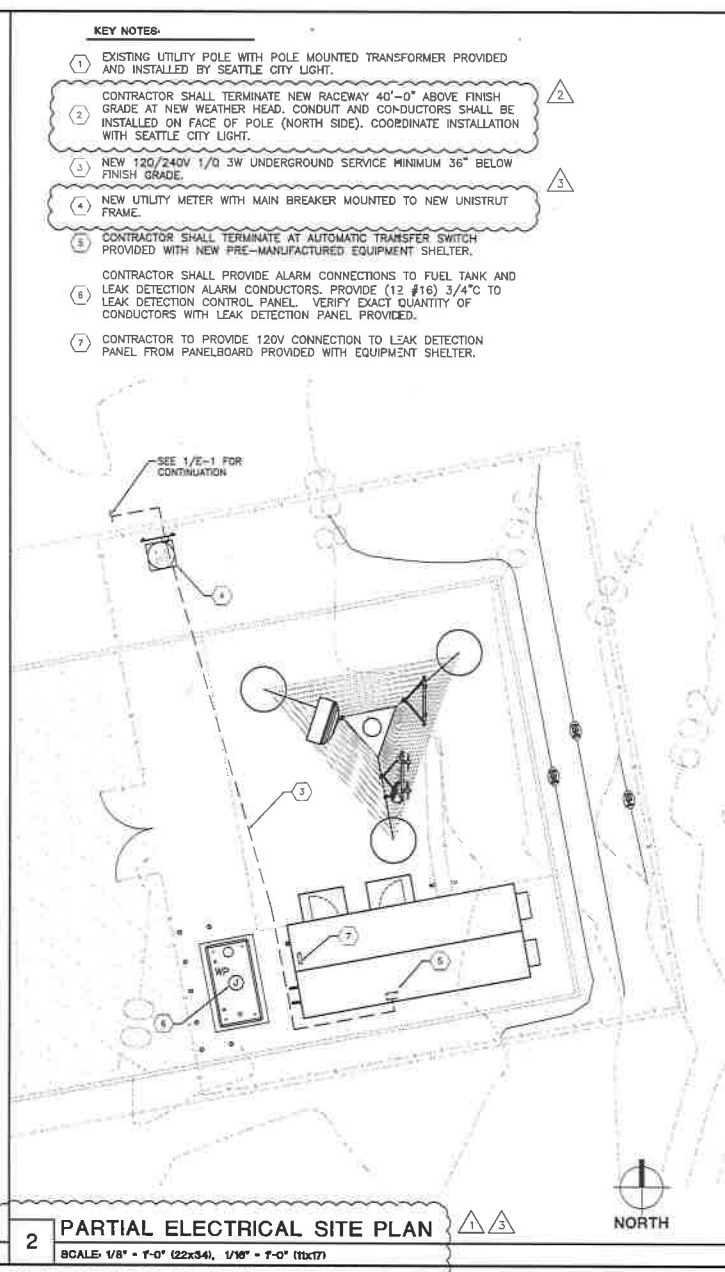 KEY NOTES:
1 EXISTING UTILITY POLE WITH POLE MOUNTED TRANSFORMER PROVIDED
AND INSTALLED BY SEATTLE CITY LIGHT.
2 CONTRACTOR SHALL TERMINATE NEW RACEWAY 40'-0" ABOVE FINISH
GRADE AT NEW WEATHER HEAD. CONDUIT AND CONDUCTORS SHALL BE
INSTALLED ON FACE OF POLE (NORTH SIDE). COORDINATE INSTALLATION
WITH SEATTLE CITY LIGHT.
2
3 NEW 120/240V 1/Ø 3W UNDERGROUND SERVICE MINIMUM 36" BELOW
FINISH GRADE.
3
4 NEW UTILITY METER WITH MAIN BREAKER MOUNTED TO NEW UNISTRUT
FRAME.
5 CONTRACTOR SHALL TERMINATE AT AUTOMATIC TRANSFER SWITCH
PROVIDED WITH NEW PRE-MANUFACTURED EQUIPMENT SHELTER.
6 CONTRACTOR SHALL PROVIDE ALARM CONNECTIONS TO FUEL TANK AND
LEAK DETECTION ALARM CONDUCTORS. PROVIDE (12 #16) 3/4"C TO
LEAK DETECTION CONTROL PANEL. VERIFY EXACT QUANTITY OF
CONDUCTORS WITH LEAK DETECTION PANEL PROVIDED.
7 CONTRACTOR TO PROVIDE 120V CONNECTION TO LEAK DETECTION
PANEL FROM PANELBOARD PROVIDED WITH EQUIPMENT SHELTER.
SEE 1/E-1 FOR
CONTINUATION
4
3
7
5
WP
J
6
NORTH
2 PARTIAL ELECTRICAL SITE PLAN 1 3
SCALE: 1/8" = 1'-0" (22x34), 1/16" = 1'-0" (11x17)